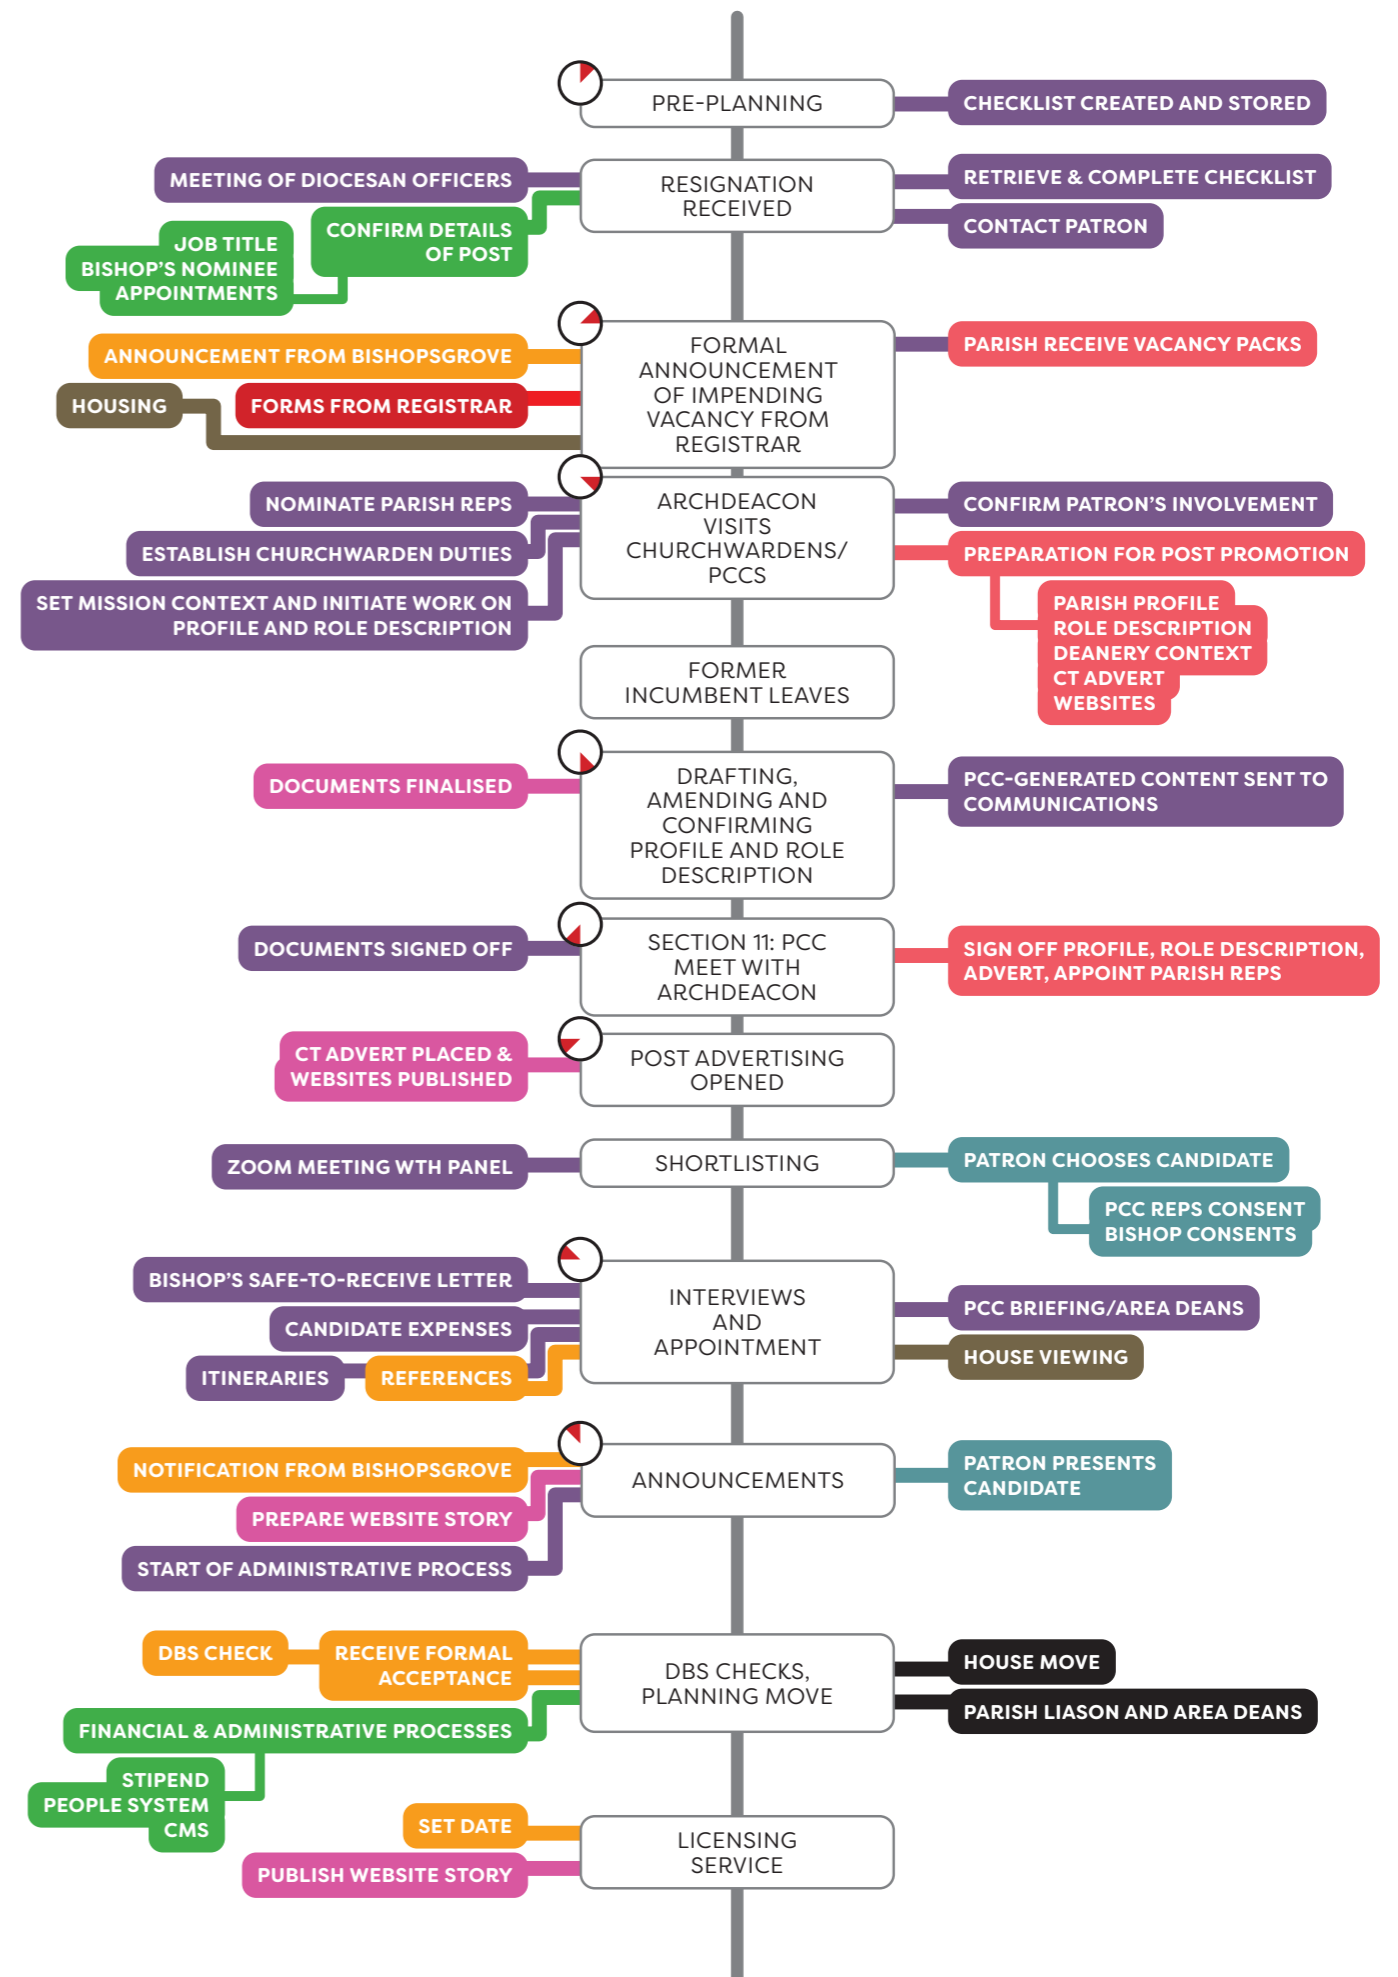 PRE-PLANNING
CHECKLIST CREATED AND STORED
MEETING OF DIOCESAN OFFICERS
CONFIRM DETAILS
OF POST
JOB TITLE
BISHOP'S NOMINEE
APPOINTMENTS
RESIGNATION
RECEIVED
RETRIEVE & COMPLETE CHECKLIST
CONTACT PATRON
ANNOUNCEMENT FROM BISHOPSGROVE
HOUSING
FORMS FROM REGISTRAR
FORMAL
ANNOUNCEMENT
OF IMPENDING
VACANCY FROM
REGISTRAR
PARISH RECEIVE VACANCY PACKS
NOMINATE PARISH REPS
ESTABLISH CHURCHWARDEN DUTIES
SET MISSION CONTEXT AND INITIATE WORK ON
PROFILE AND ROLE DESCRIPTION
ARCHDEACON
VISITS
CHURCHWARDENS/
PCCS
CONFIRM PATRON'S INVOLVEMENT
PREPARATION FOR POST PROMOTION
PARISH PROFILE
ROLE DESCRIPTION
DEANERY CONTEXT
CT ADVERT
WEBSITES
FORMER
INCUMBENT LEAVES
DOCUMENTS FINALISED
DRAFTING,
AMENDING AND
CONFIRMING
PROFILE AND ROLE
DESCRIPTION
PCC-GENERATED CONTENT SENT TO
COMMUNICATIONS
DOCUMENTS SIGNED OFF
SECTION 11: PCC
MEET WITH
ARCHDEACON
SIGN OFF PROFILE, ROLE DESCRIPTION,
ADVERT, APPOINT PARISH REPS
CT ADVERT PLACED &
WEBSITES PUBLISHED
POST ADVERTISING
OPENED
ZOOM MEETING WTH PANEL
SHORTLISTING
PATRON CHOOSES CANDIDATE
PCC REPS CONSENT
BISHOP CONSENTS
BISHOP'S SAFE-TO-RECEIVE LETTER
CANDIDATE EXPENSES
ITINERARIES
REFERENCES
INTERVIEWS
AND
APPOINTMENT
PCC BRIEFING/AREA DEANS
HOUSE VIEWING
NOTIFICATION FROM BISHOPSGROVE
PREPARE WEBSITE STORY
START OF ADMINISTRATIVE PROCESS
ANNOUNCEMENTS
PATRON PRESENTS
CANDIDATE
DBS CHECK
RECEIVE FORMAL
ACCEPTANCE
FINANCIAL & ADMINISTRATIVE PROCESSES
STIPEND
PEOPLE SYSTEM
CMS
DBS CHECKS,
PLANNING MOVE
HOUSE MOVE
PARISH LIASON AND AREA DEANS
SET DATE
PUBLISH WEBSITE STORY
LICENSING
SERVICE